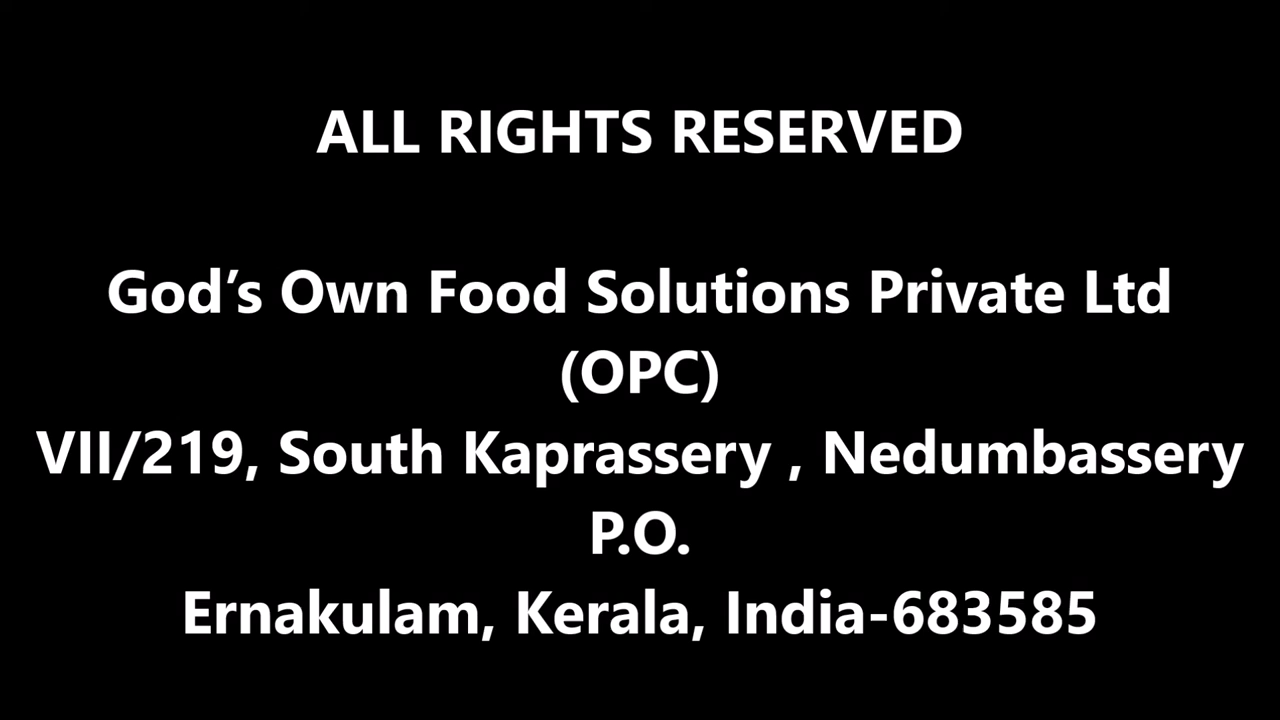 ALL RIGHTS RESERVED
God’s Own Food Solutions Private Ltd
(OPC)
VII/219, South Kaprassery , Nedumbassery
P.O.
Ernakulam, Kerala, India-683585